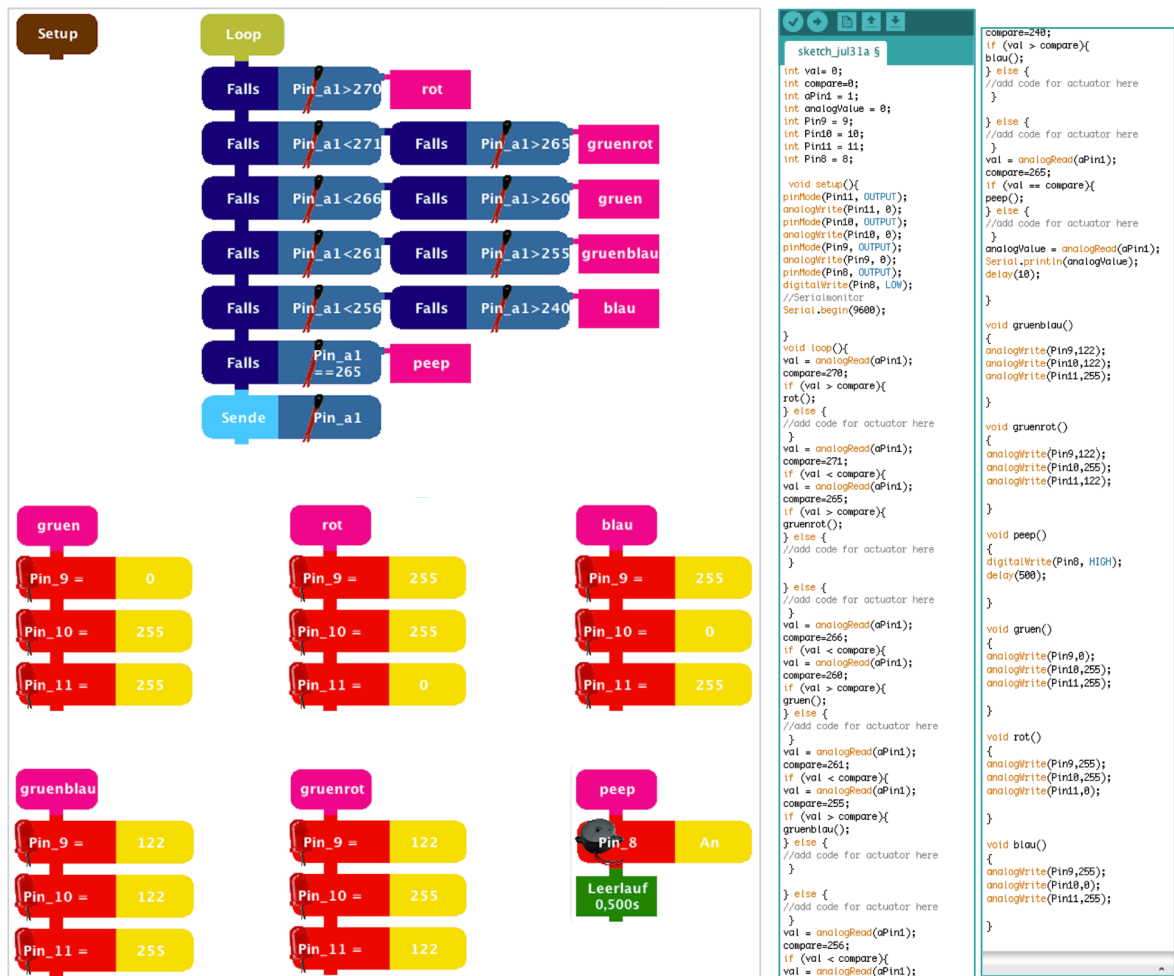 Setup
Loop
Falls Pin_a1>270 rot
Falls Pin_a1<271 Falls Pin_a1>265 gruenrot
Falls Pin_a1<266 Falls Pin_a1>260 gruen
Falls Pin_a1<261 Falls Pin_a1>255 gruenblau
Falls Pin_a1<256 Falls Pin_a1>240 blau
Falls Pin_a1
==265 peep
Sende Pin_a1
gruen
Pin_9 = 0
Pin_10 = 255
Pin_11 = 255
rot
Pin_9 = 255
Pin_10 = 255
Pin_11 = 0
blau
Pin_9 = 255
Pin_10 = 0
Pin_11 = 255
gruenblau
Pin_9 = 122
Pin_10 = 122
Pin_11 = 255
gruenrot
Pin_9 = 122
Pin_10 = 255
Pin_11 = 122
peep
Pin_8 An
Leerlauf
0,500s
sketch_jul31a §
int val= 0;
int compare=0;
int aPin1 = 1;
int analogValue = 0;
int Pin9 = 9;
int Pin10 = 10;
int Pin11 = 11;
int Pin8 = 8;
void setup(){
pinMode(Pin11, OUTPUT);
analogWrite(Pin11, 0);
pinMode(Pin10, OUTPUT);
analogWrite(Pin10, 0);
pinMode(Pin9, OUTPUT);
analogWrite(Pin9, 0);
pinMode(Pin8, OUTPUT);
digitalWrite(Pin8, LOW);
//Serialmonitor
Serial.begin(9600);
}
void loop(){
val = analogRead(aPin1);
compare=270;
if (val > compare){
rot();
} else {
//add code for actuator here
}
val = analogRead(aPin1);
compare=271;
if (val < compare){
val = analogRead(aPin1);
compare=265;
if (val > compare){
gruenrot();
} else {
//add code for actuator here
}
} else {
//add code for actuator here
}
val = analogRead(aPin1);
compare=266;
if (val < compare){
val = analogRead(aPin1);
compare=260;
if (val > compare){
gruen();
} else {
//add code for actuator here
}
val = analogRead(aPin1);
compare=261;
if (val < compare){
val = analogRead(aPin1);
compare=255;
if (val > compare){
gruenblau();
} else {
//add code for actuator here
}
} else {
//add code for actuator here
}
val = analogRead(aPin1);
compare=256;
if (val < compare){
val = analogRead(aPin1);
compare=240;
if (val > compare){
blau();
} else {
//add code for actuator here
}
} else {
//add code for actuator here
}
val = analogRead(aPin1);
compare=265;
if (val == compare){
peep();
} else {
//add code for actuator here
}
analogValue = analogRead(aPin1);
Serial.println(analogValue);
delay(10);
}
void gruenblau()
{
analogWrite(Pin9,122);
analogWrite(Pin10,122);
analogWrite(Pin11,255);
}
void gruenrot()
{
analogWrite(Pin9,122);
analogWrite(Pin10,255);
analogWrite(Pin11,122);
}
void peep()
{
digitalWrite(Pin8, HIGH);
delay(500);
}
void gruen()
{
analogWrite(Pin9,0);
analogWrite(Pin10,255);
analogWrite(Pin11,255);
}
void rot()
{
analogWrite(Pin9,255);
analogWrite(Pin10,255);
analogWrite(Pin11,0);
}
void blau()
{
analogWrite(Pin9,255);
analogWrite(Pin10,0);
analogWrite(Pin11,255);
}